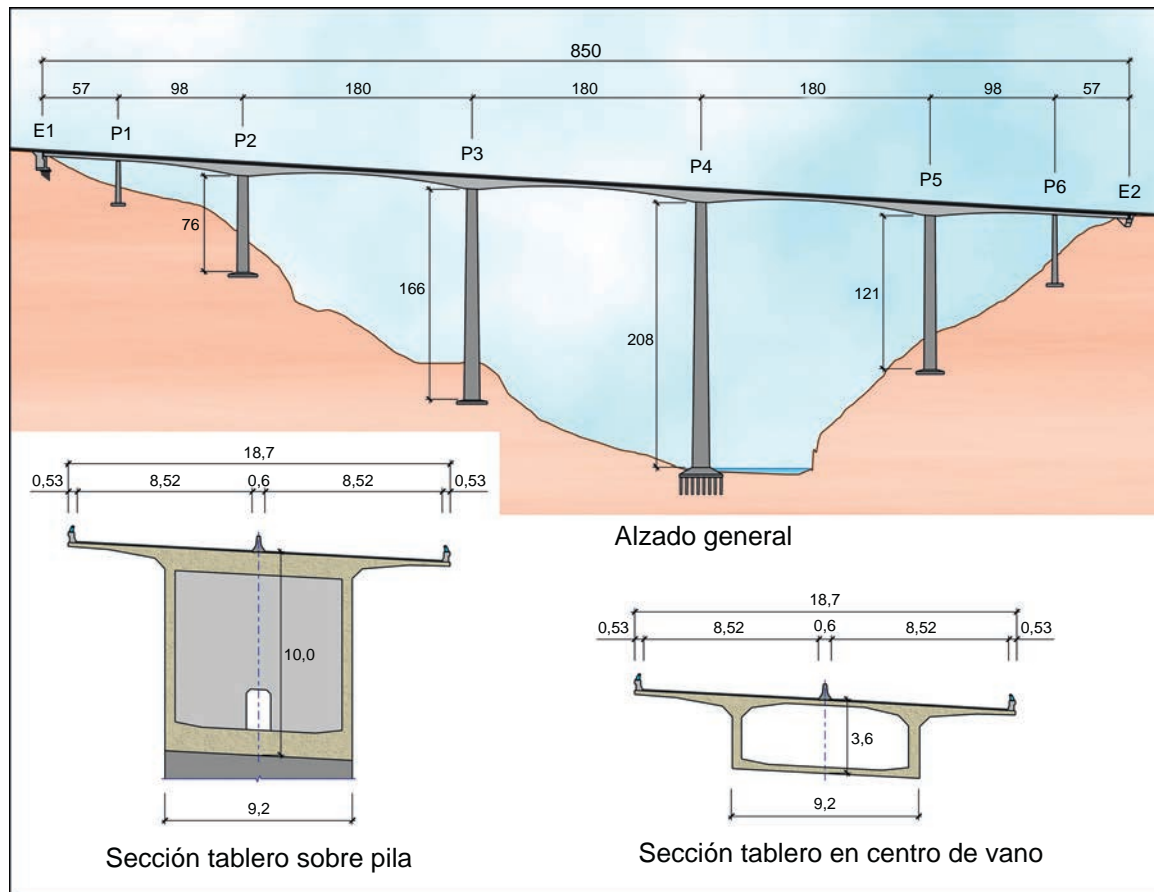 850
57 98 180 180 180 98 57
E1 P1 P2 P3 P4 P5 P6 E2
76
166
208
121
Alzado general
18,7
0,53 8,52 0,6 8,52 0,53
10,0
9,2
Sección tablero sobre pila
18,7
0,53 8,52 0,6 8,52 0,53
3,6
9,2
Sección tablero en centro de vano